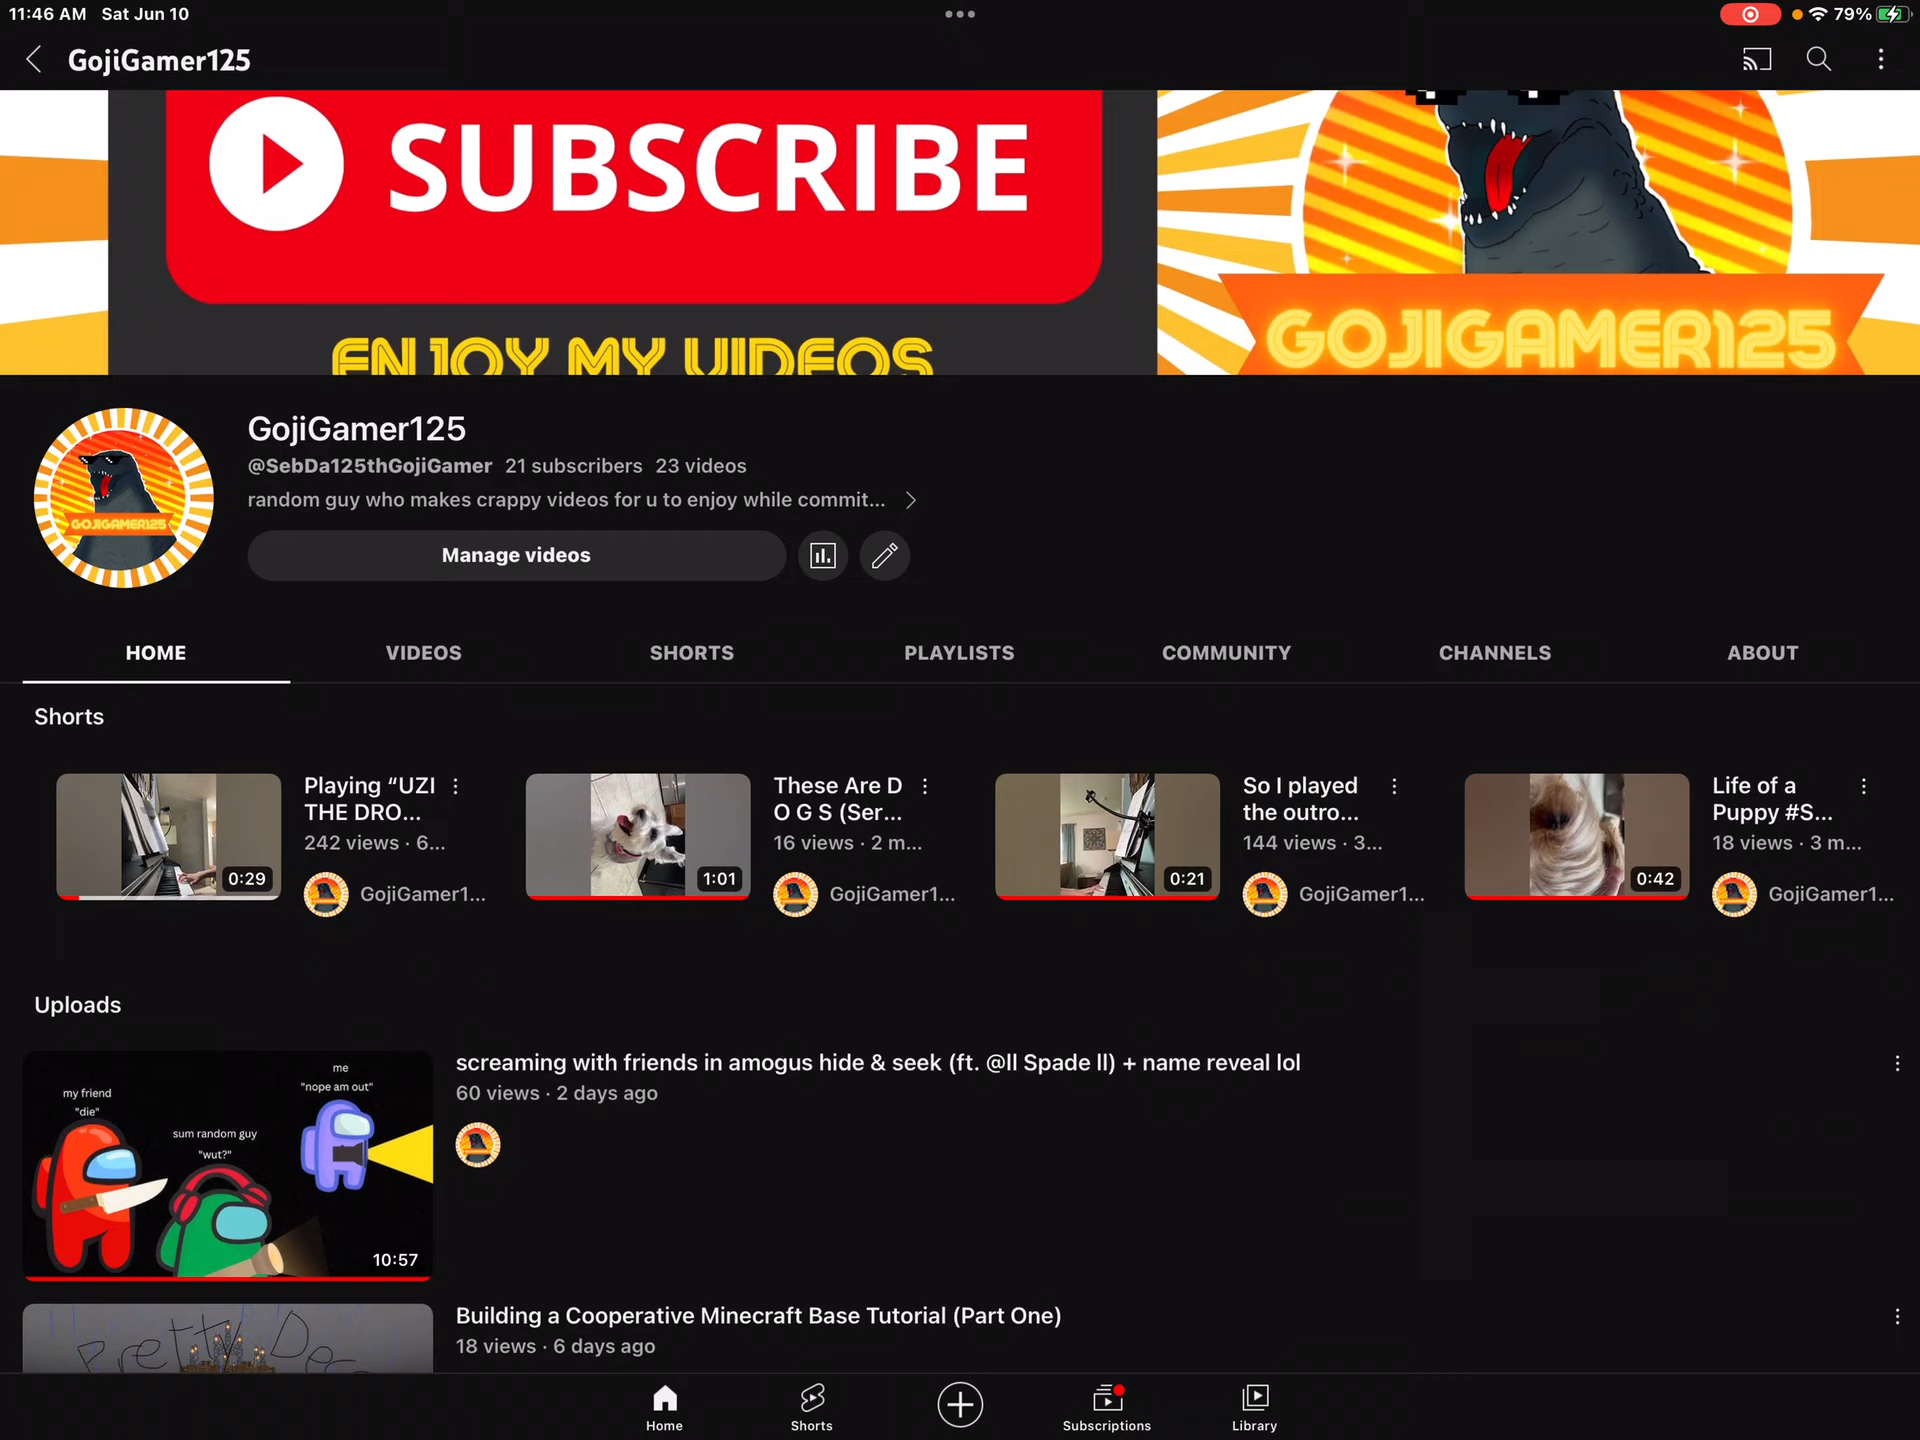 11:46 AM Sat Jun 10
79%
GojiGamer125
SUBSCRIBE
ENJOY MY VIDEOS
GOJIGAMER125
GojiGamer125
GOJIGAMER125
@SebDa125thGojiGamer 21 subscribers 23 videos
random guy who makes crappy videos for u to enjoy while commit...
Manage videos
HOME
VIDEOS
SHORTS
PLAYLISTS
COMMUNITY
CHANNELS
ABOUT
Shorts
0:29
Playing “UZI
THE DRO...
242 views · 6...
GojiGamer1...
1:01
These Are D
O G S (Ser...
16 views · 2 m...
GojiGamer1...
0:21
So I played
the outro...
144 views · 3...
GojiGamer1...
0:42
Life of a
Puppy #S...
18 views · 3 m...
GojiGamer1...
Uploads
my friend
"die"
sum random guy
"wut?"
me
"nope am out"
10:57
screaming with friends in amogus hide & seek (ft. @ll Spade ll) + name reveal lol
60 views · 2 days ago
Pretty De
Building a Cooperative Minecraft Base Tutorial (Part One)
18 views · 6 days ago
Home
Shorts
Subscriptions
Library